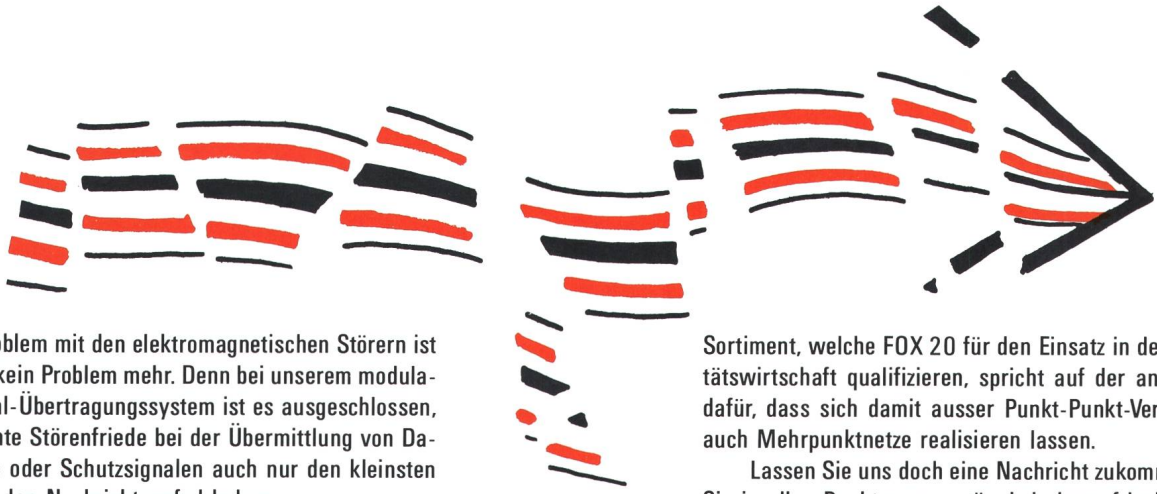 oblem mit den elektromagnetischen Störern ist
kein Problem mehr. Denn bei unserem modula-
al-Übertragungssystem ist es ausgeschlossen,
nte Störenfriede bei der Übermittlung von Da-
oder Schutzsignalen auch nur den kleinsten
Sortiment, welche FOX 20 für den Einsatz in de
tätswirtschaft qualifizieren, spricht auf der an
dafür, dass sich damit ausser Punkt-Punkt-Ver
auch Mehrpunktnetze realisieren lassen.
Lassen Sie uns doch eine Nachricht zukomm